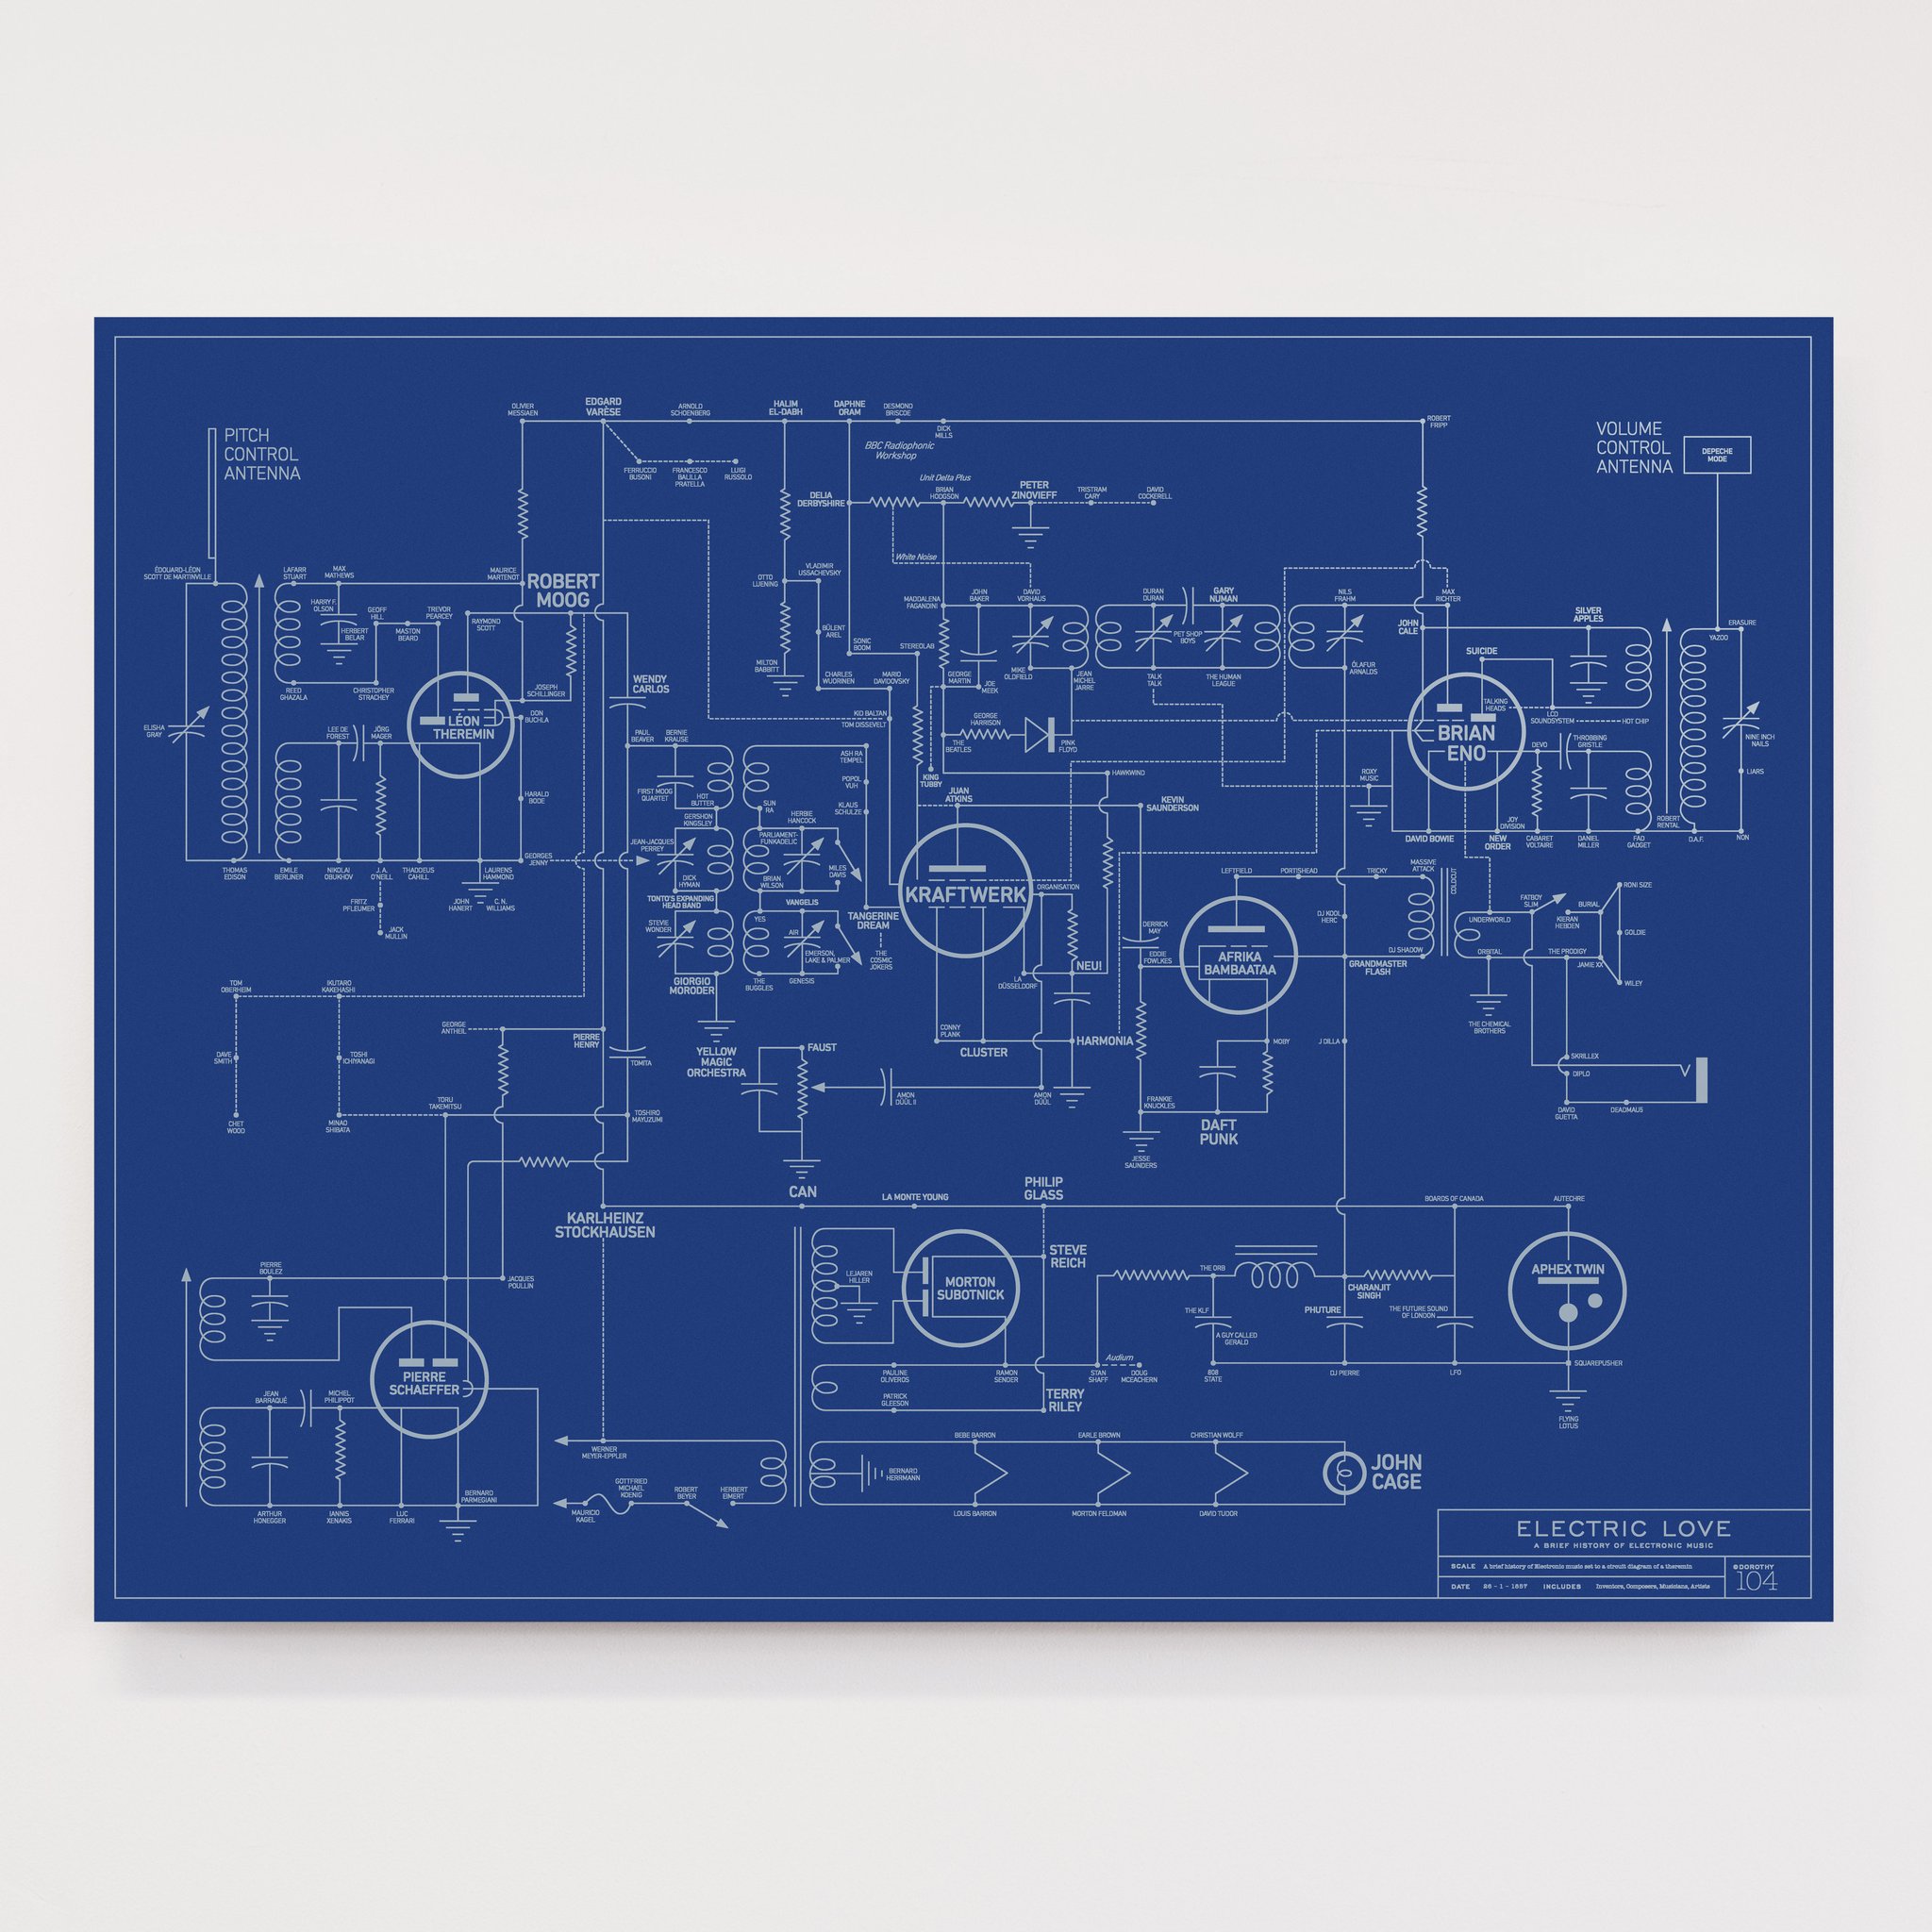 OLIVIER
MESSIAEN
EDGARD
VARÈSE
ARNOLD
SCHOENBERG
HALIM
EL-DABH
DAPHNE
ORAM
DESMOND
BRISCOE
DICK
MILLS
ROBERT
FRIPP
PITCH
CONTROL
ANTENNA
VOLUME
CONTROL
ANTENNA
DEPECHE
MODE
BBC Radiophonic
Workshop
FERRUCCIO
BUSONI
FRANCESCO
BALILLA
PRATELLA
LUIGI
RUSSOLO
Unit Delta Plus
DELIA
DERBYSHIRE
BRIAN
HODGSON
PETER
ZINOVIEFF
TRISTRAM
CARY
DAVID
COCKERELL
White Noise
ÉDOUARD-LÉON
SCOTT DE MARTINVILLE
LAFARR
STUART
MAX
MATHEWS
MAURICE
MARTENOT
ROBERT
MOOG
OTTO
LUENING
VLADIMIR
USSACHEVSKY
MADDALENA
FAGANDINI
JOHN
BAKER
DAVID
VORHAUS
DURAN
DURAN
GARY
NUMAN
NILS
FRAHM
MAX
RICHTER
HARRY F.
OLSON
HERBERT
BELAR
GEOFF
HILL
MASTON
BEARD
TREVOR
PEARCEY
RAYMOND
SCOTT
BÜLENT
AREL
SONIC
BOOM
STEREOLAB
PET SHOP
BOYS
JOHN
CALE
SILVER
APPLES
YAZOO
ERASURE
REED
GHAZALA
CHRISTOPHER
STRACHEY
JOSEPH
SCHILLINGER
WENDY
CARLOS
MILTON
BABBITT
CHARLES
WUORINEN
MARIO
DAVIDOVSKY
GEORGE
MARTIN
JOE
MEEK
MIKE
OLDFIELD
JEAN
MICHEL
JARRE
TALK
TALK
THE HUMAN
LEAGUE
ÓLAFUR
ARNALDS
SUICIDE
TALKING
HEADS
LCD
SOUNDSYSTEM
HOT CHIP
ELISHA
GRAY
LEE DE
FOREST
JÖRG
MAGER
LÉON
THEREMIN
DON
BUCHLA
KID BALTAN
TOM DISSEVELT
GEORGE
HARRISON
THE
BEATLES
PINK
FLOYD
BRIAN
ENO
DEVO
THROBBING
GRISTLE
NINE INCH
NAILS
PAUL
BEAVER
BERNIE
KRAUSE
ASH RA
TEMPEL
POPOL
VUH
KLAUS
SCHULZE
KING
TUBBY
HAWKWIND
ROXY
MUSIC
LIARS
HARALD
BODE
FIRST MOOG
QUARTET
HOT
BUTTER
SUN
RA
JUAN
ATKINS
KEVIN
SAUNDERSON
GERSHON
KINGSLEY
HERBIE
HANCOCK
JEAN-JACQUES
PERREY
PARLIAMENT-
FUNKADELIC
DAVID BOWIE
NEW
ORDER
JOY
DIVISION
CABARET
VOLTAIRE
DANIEL
MILLER
FAD
GADGET
ROBERT
RENTAL
D.A.F.
NON
THOMAS
EDISON
EMILE
BERLINER
NIKOLAI
OBUKHOV
J. A.
O'NEILL
THADDEUS
CAHILL
LAURENS
HAMMOND
GEORGES
JENNY
DICK
HYMAN
BRIAN
WILSON
MILES
DAVIS
KRAFTWERK
ORGANISATION
LEFTFIELD
PORTISHEAD
TRICKY
MASSIVE
ATTACK
COLDCUT
FRITZ
PFLEUMER
JOHN
HANERT
C. N.
WILLIAMS
JACK
MULLIN
TONTO'S EXPANDING
HEAD BAND
VANGELIS
TANGERINE
DREAM
STEVIE
WONDER
YES
AIR
EMERSON,
LAKE & PALMER
THE
COSMIC
JOKERS
DERRICK
MAY
EDDIE
FOWLKES
DJ KOOL
HERC
UNDERWORLD
FATBOY
SLIM
KIERAN
HEBDEN
BURIAL
RONI SIZE
GOLDIE
GIORGIO
MORODER
THE
BUGGLES
GENESIS
LA
DÜSSELDORF
NEU!
AFRIKA
BAMBAATAA
GRANDMASTER
FLASH
DJ SHADOW
ORBITAL
THE PRODIGY
JAMIE XX
WILEY
TOM
OBERHEIM
IKUTARO
KAKEHASHI
GEORGE
ANTHEIL
PIERRE
HENRY
CONNY
PLANK
CLUSTER
HARMONIA
MOBY
J DILLA
THE CHEMICAL
BROTHERS
DAVE
SMITH
TOSHI
ICHIYANAGI
TOMITA
YELLOW
MAGIC
ORCHESTRA
FAUST
AMON
DÜÜL II
AMON
DÜÜL
SKRILLEX
DIPLO
DAVID
GUETTA
DEADMAU5
CHET
WOOD
MINAO
SHIBATA
TORU
TAKEMITSU
TOSHIRO
MAYUZUMI
FRANKIE
KNUCKLES
DAFT
PUNK
JESSE
SAUNDERS
CAN
LA MONTE YOUNG
PHILIP
GLASS
BOARDS OF CANADA
AUTECHRE
KARLHEINZ
STOCKHAUSEN
PIERRE
BOULEZ
JACQUES
POULLIN
LEJAREN
HILLER
MORTON
SUBOTNICK
STEVE
REICH
THE ORB
CHARANJIT
SINGH
APHEX TWIN
THE KLF
A GUY CALLED
GERALD
PHUTURE
THE FUTURE SOUND
OF LONDON
PIERRE
SCHAEFFER
PAULINE
OLIVEROS
RAMON
SENDER
STAN
SHAFF
Audium
DOUG
MCEACHERN
808
STATE
DJ PIERRE
LFO
SQUAREPUSHER
JEAN
BARRAQUÉ
MICHEL
PHILIPPOT
PATRICK
GLEESON
TERRY
RILEY
FLYING
LOTUS
WERNER
MEYER-EPPLER
BEBE BARRON
EARLE BROWN
CHRISTIAN WOLFF
GOTTFRIED
MICHAEL
KOENIG
ROBERT
BEYER
HERBERT
EIMERT
BERNARD
HERRMANN
JOHN
CAGE
ARTHUR
HONEGGER
IANNIS
XENAKIS
LUC
FERRARI
BERNARD
PARMEGIANI
MAURICIO
KAGEL
LOUIS BARRON
MORTON FELDMAN
DAVID TUDOR
ELECTRIC LOVE
A BRIEF HISTORY OF ELECTRONIC MUSIC
SCALE A brief history of Electronic music set to a circuit diagram of a theremin
DATE 26 - 1 - 1857 INCLUDES Inventors, Composers, Musicians, Artists
©DOROTHY
104